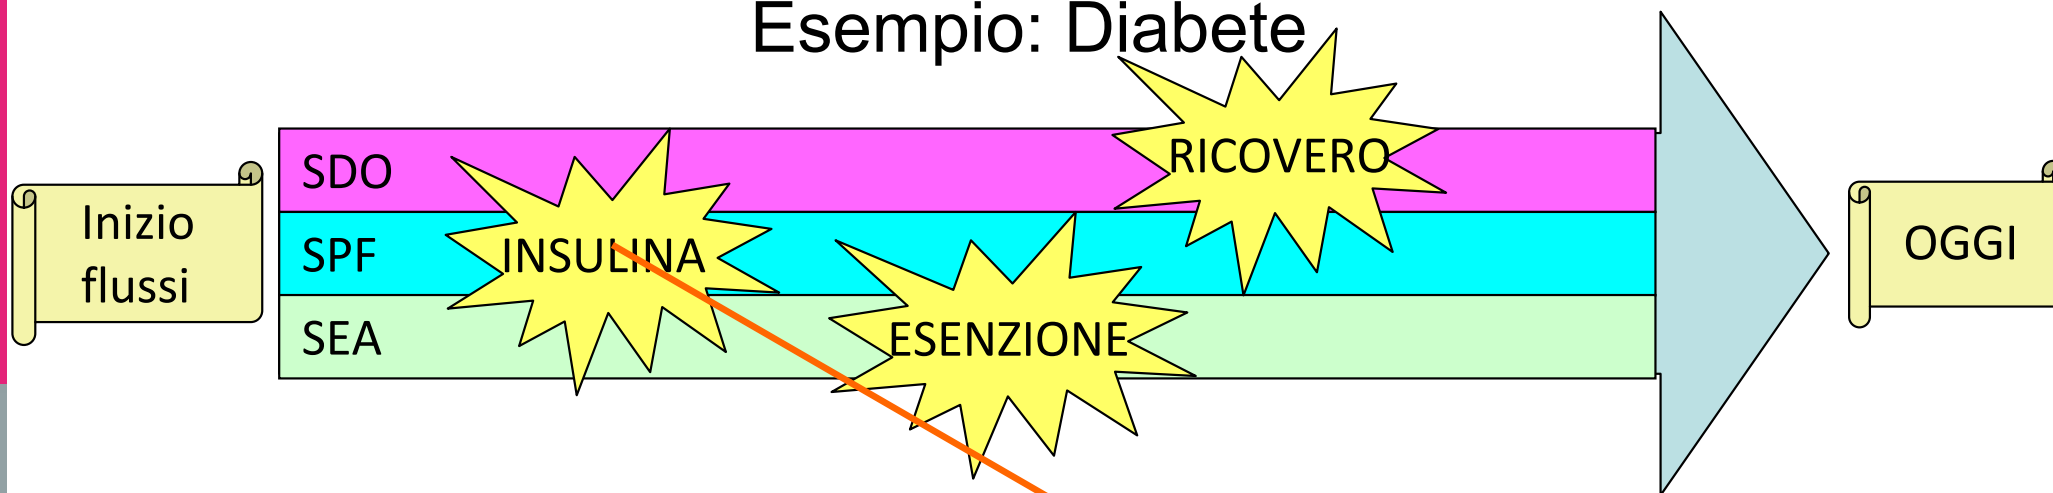 Esempio: Diabete
RICOVERO
SDO
Inizio
flussi
INSULINA
SPF
OGGI
ESENZIONE
SEA